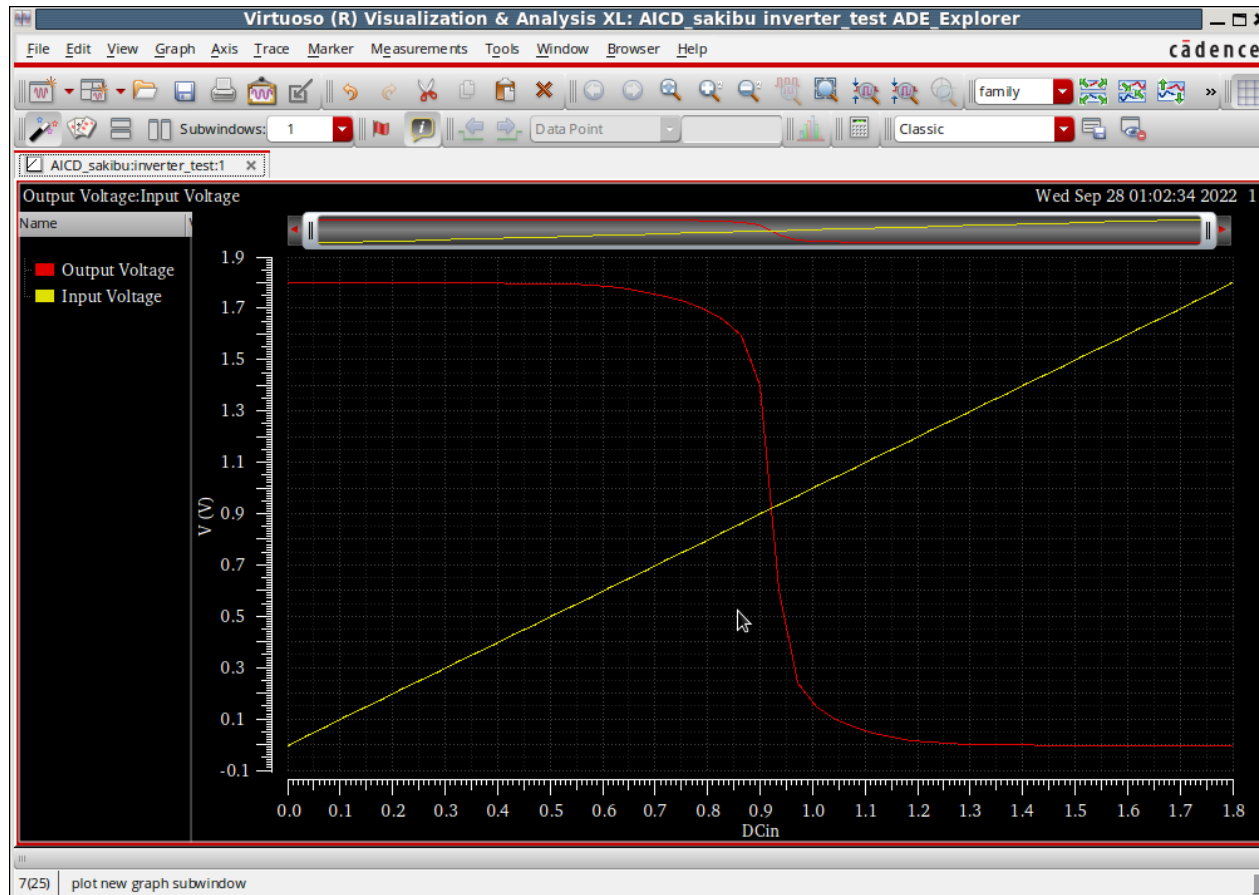 Virtuoso (R) Visualization & Analysis XL: AICD_sakibu inverter_test ADE_Explorer
File Edit View Graph Axis Trace Marker Measurements Tools Window Browser Help cādence
family »
Subwindows: 1 Data Point Classic
AICD_sakibu:inverter_test:1
Output Voltage:Input Voltage Wed Sep 28 01:02:34 2022 1
Name
Output Voltage
Input Voltage
1.9
1.7
1.5
1.3
1.1
0.9
0.7
0.5
0.3
0.1
-0.1
V (V)
0.0 0.1 0.2 0.3 0.4 0.5 0.6 0.7 0.8 0.9 1.0 1.1 1.2 1.3 1.4 1.5 1.6 1.7 1.8
DCin
7(25) plot new graph subwindow